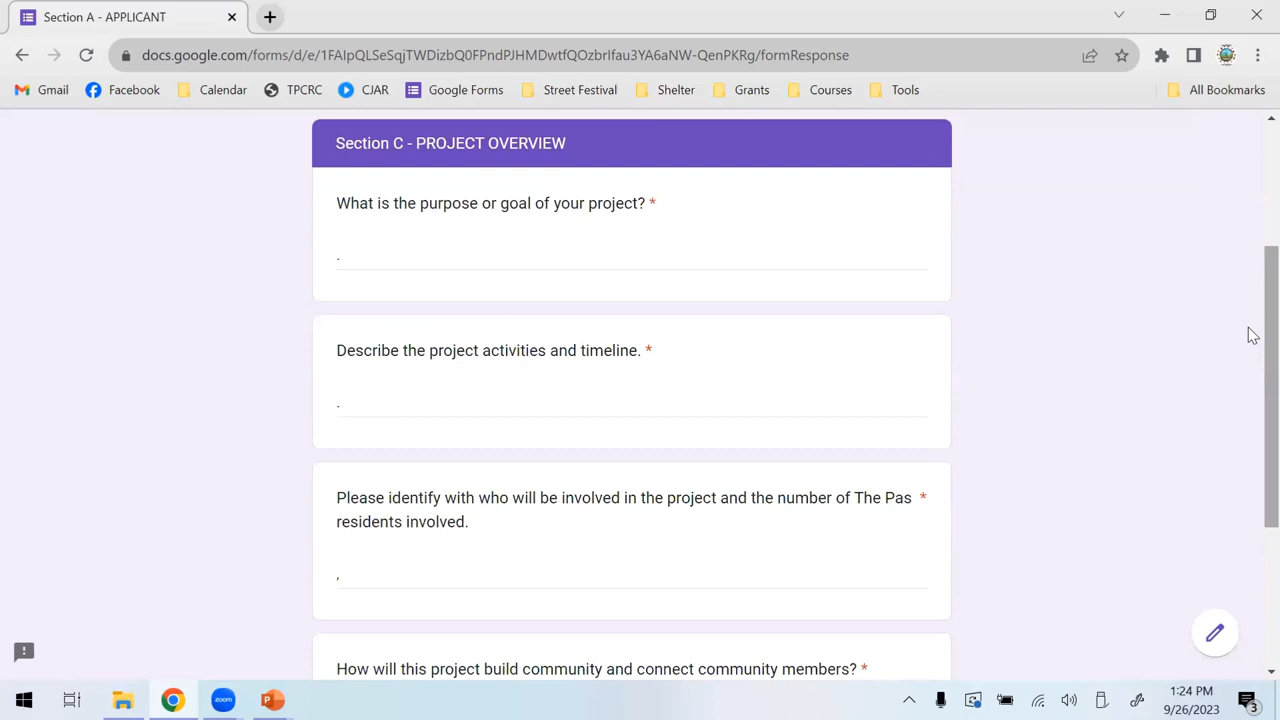 Section A - APPLICANT
docs.google.com/forms/d/e/1FAIpQLSeSqjTWDizbQ0FPndPJHMDwtfQOzbrIfau3YA6aNW-QenPKRg/formResponse
Gmail Facebook Calendar TPCRC CJAR Google Forms Street Festival Shelter Grants Courses Tools All Bookmarks
Section C - PROJECT OVERVIEW
What is the purpose or goal of your project? *
.
Describe the project activities and timeline. *
.
Please identify with who will be involved in the project and the number of The Pas *
residents involved.
,
How will this project build community and connect community members? *
zoom
1:24 PM
9/26/2023
3